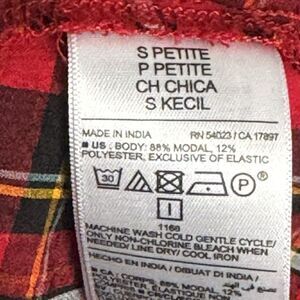 S PETITE
P PETITE
CH CHICA
S KECIL
MADE IN INDIA RN 54023 / CA 17897
■ US : BODY: 88% MODAL, 12%
POLYESTER, EXCLUSIVE OF ELASTIC
30 P
I
1166
MACHINE WASH COLD GENTLE CYCLE/
ONLY NON-CHLORINE BLEACH WHEN
NEEDED/ LINE DRY/ COOL IRON
HECHO EN INDIA / DIBUAT DI INDIA /